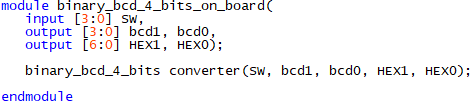 module binary_bcd_4_bits_on_board(
input [3:0] SW,
output [3:0] bcd1, bcd0,
output [6:0] HEX1, HEX0);
binary_bcd_4_bits converter(SW, bcd1, bcd0, HEX1, HEX0);
endmodule